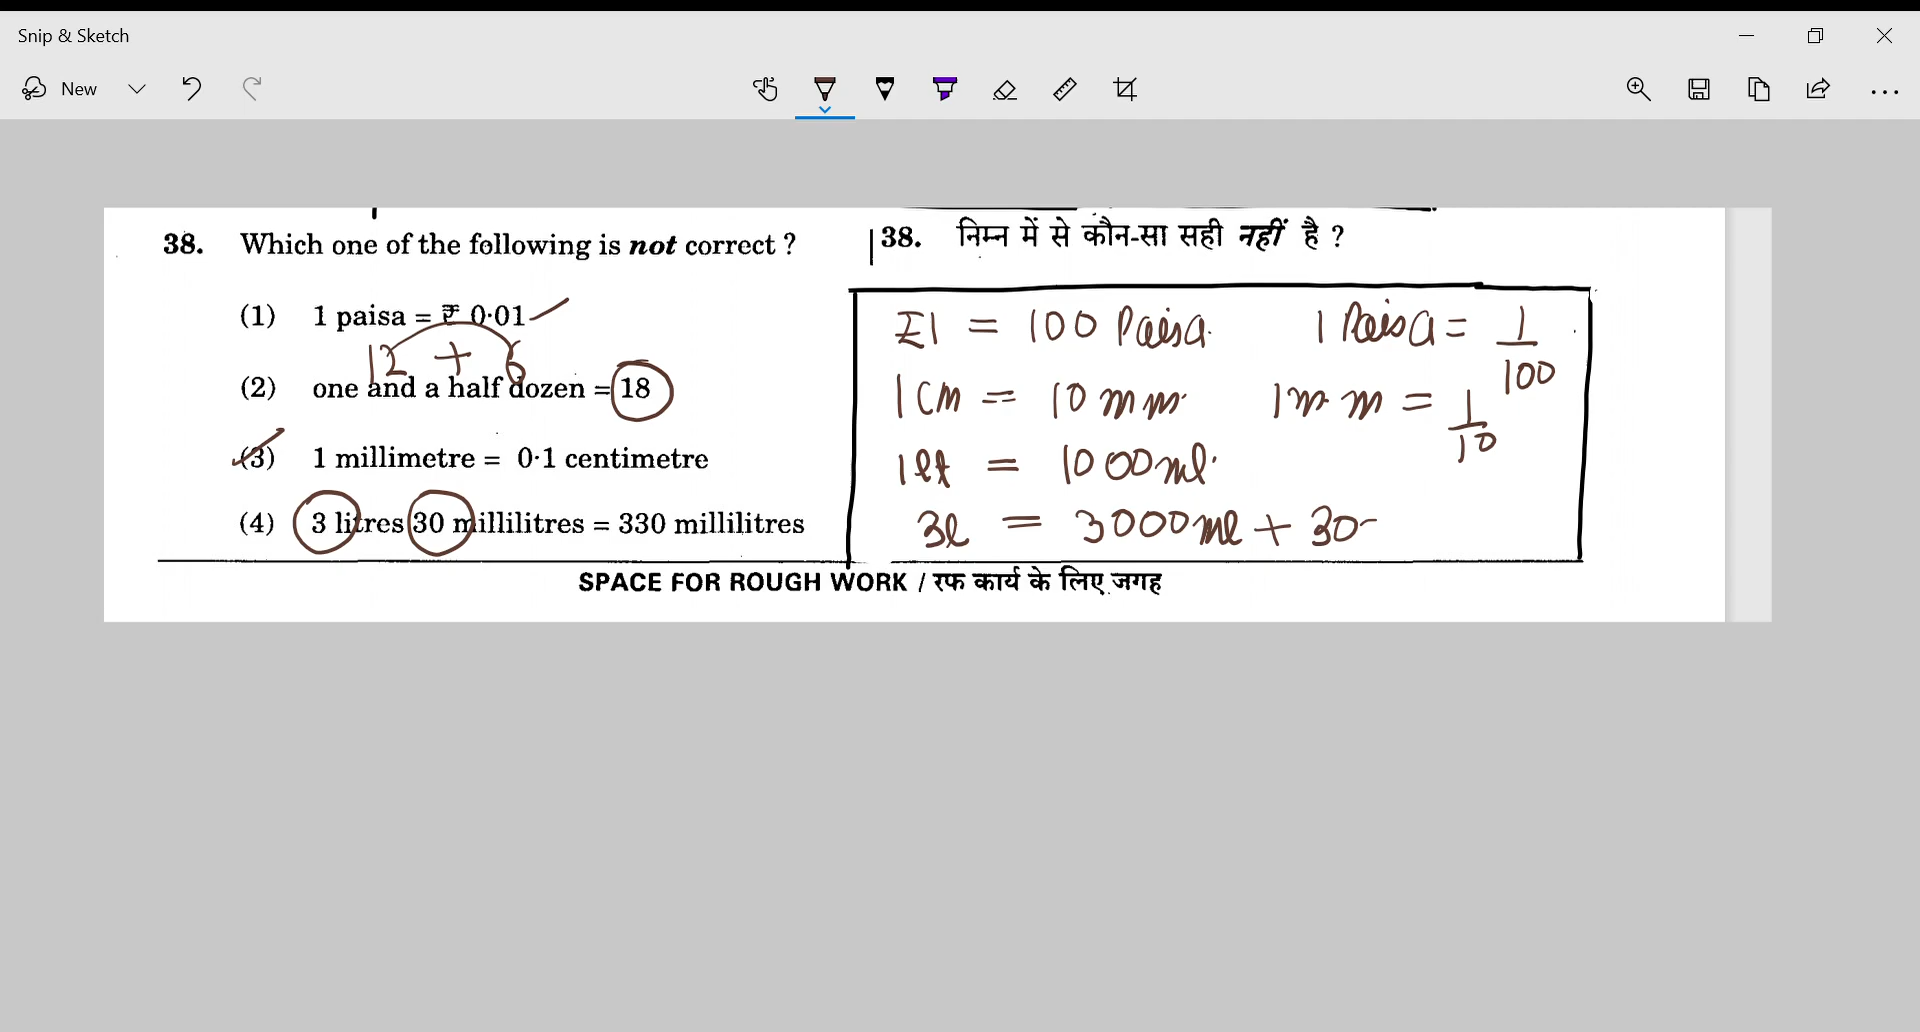 Snip & Sketch
New
38. Which one of the following is not correct ?
(1) 1 paisa = ₹ 0·01
12 + 6
(2) one and a half dozen = 18
(3) 1 millimetre = 0·1 centimetre
(4) 3 litres 30 millilitres = 330 millilitres
38. निम्न में से कौन-सा सही नहीं है ?
₹1 = 100 Paisa 1 Paisa = 1/100
1 cm = 10 mm 1 mm = 1/10
1 lt = 1000 ml
3l = 3000 ml + 30
SPACE FOR ROUGH WORK / रफ कार्य के लिए जगह